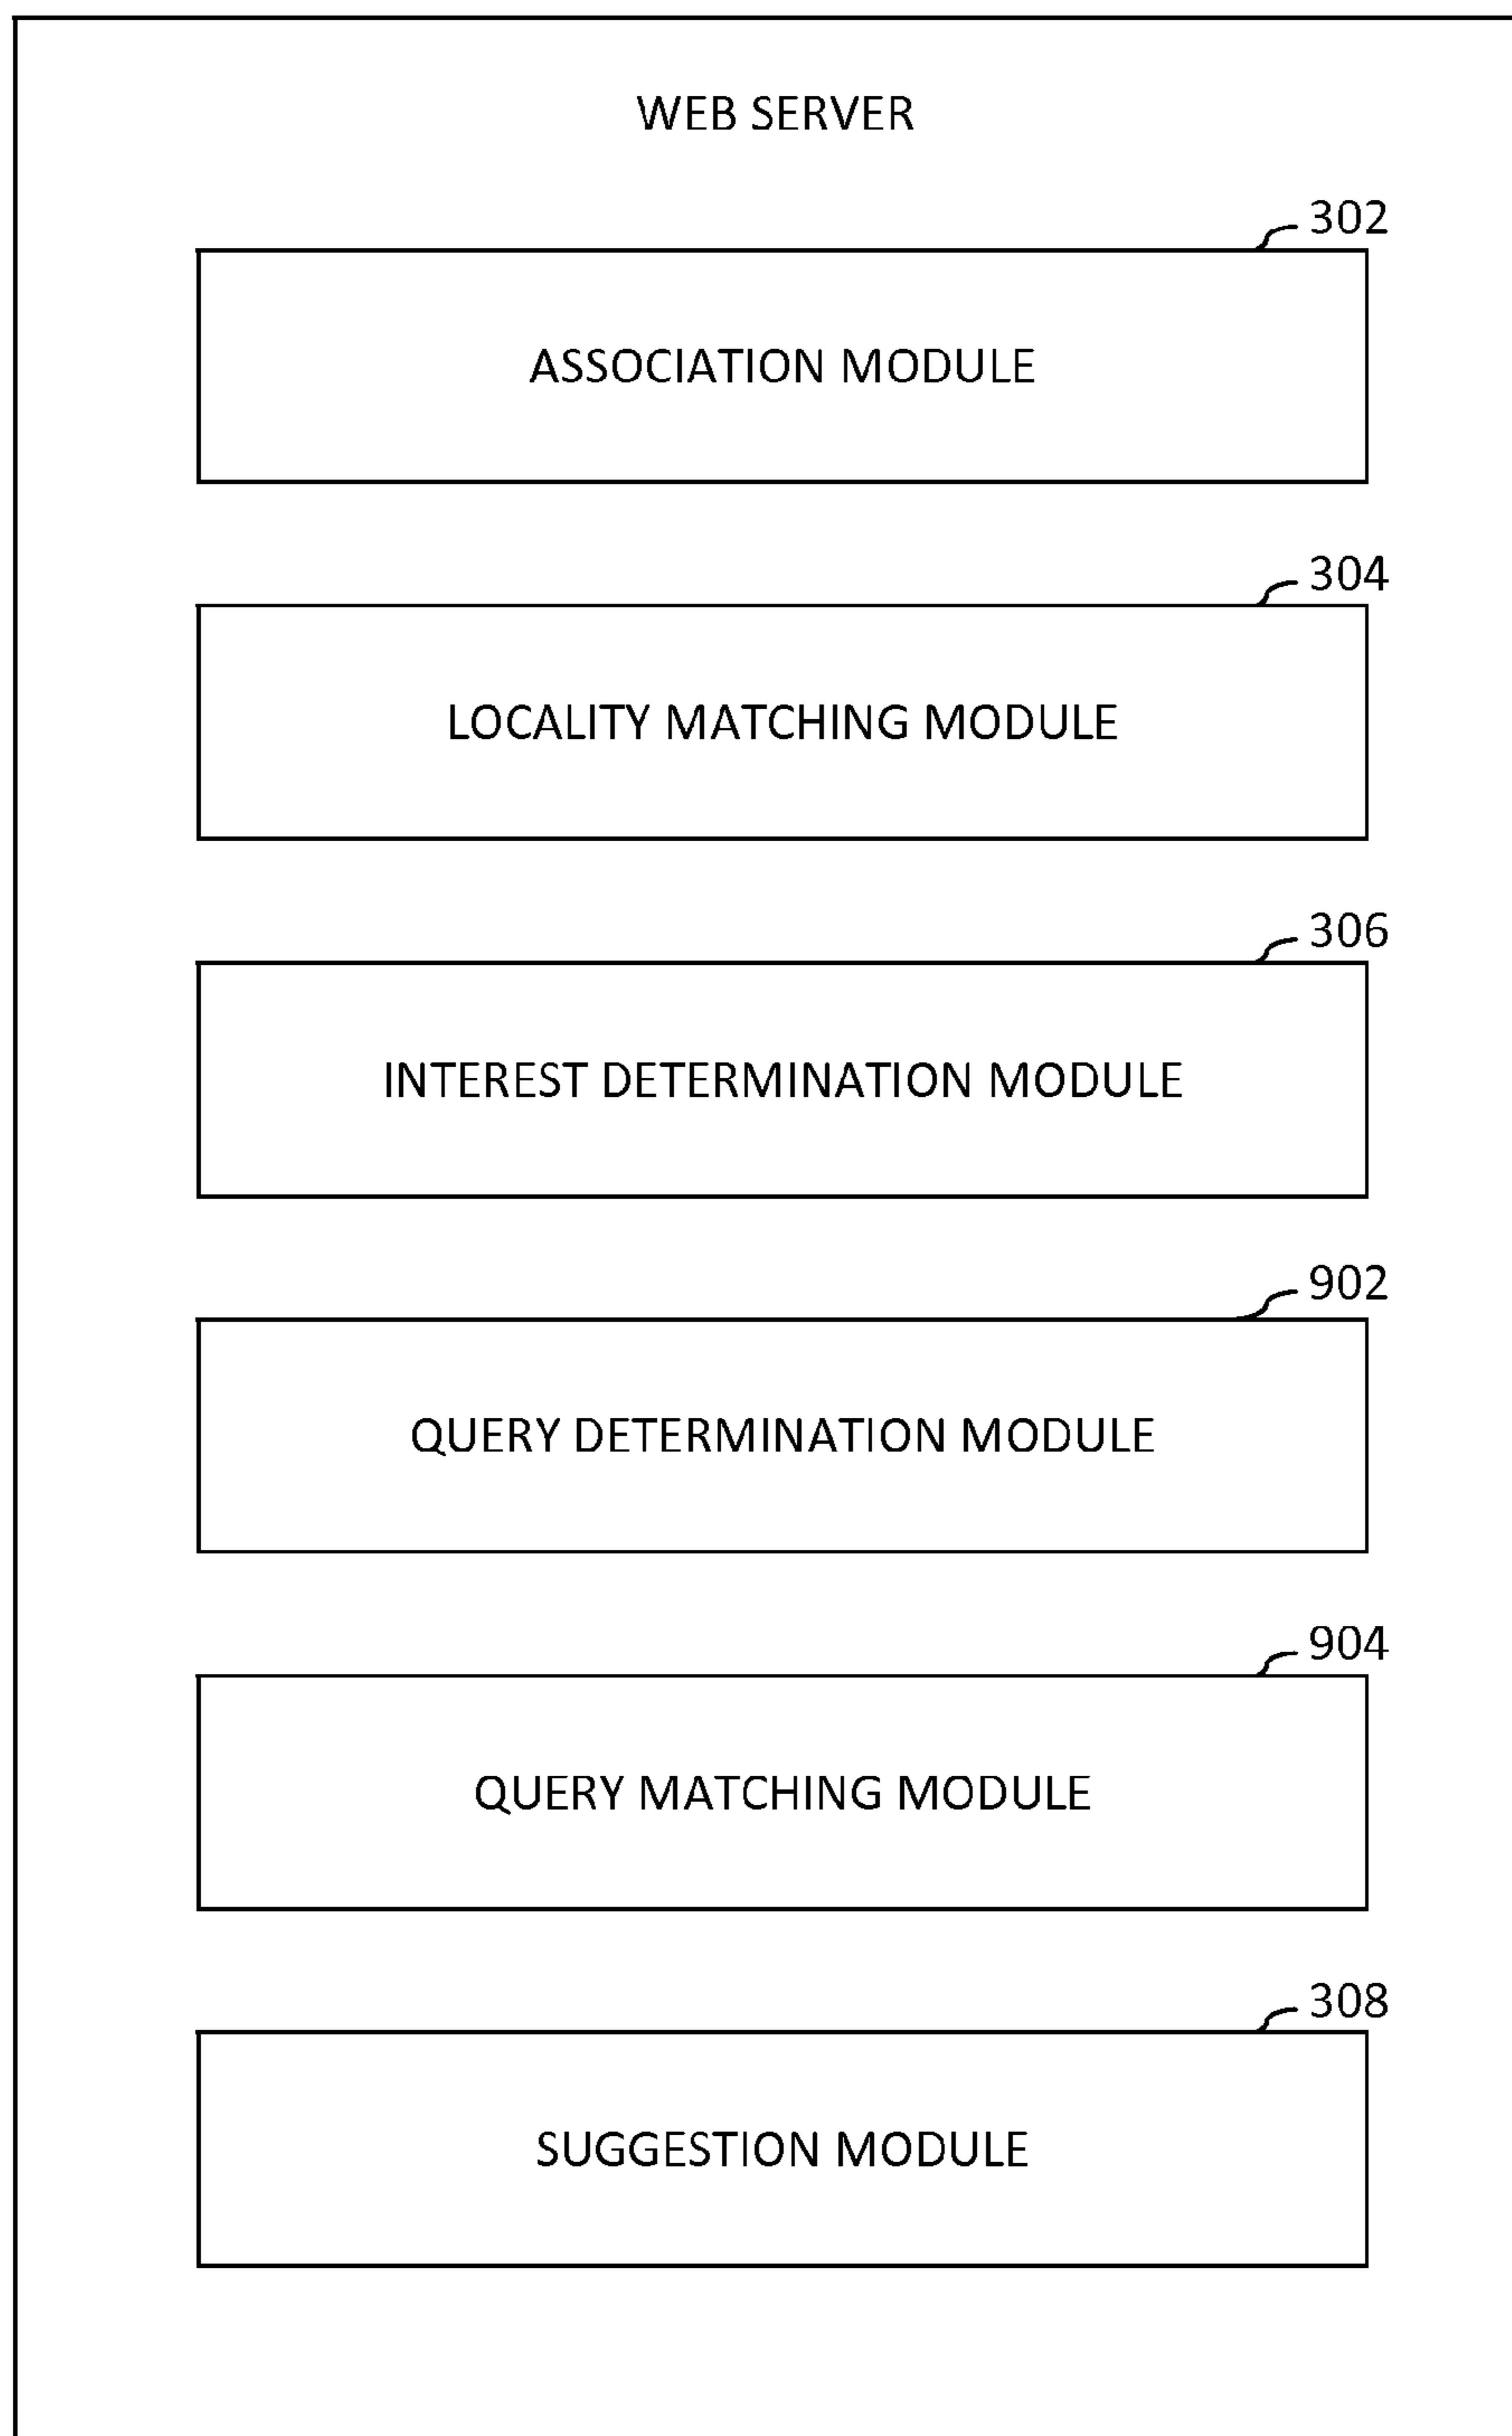 WEB SERVER
302
ASSOCIATION MODULE
304
LOCALITY MATCHING MODULE
306
INTEREST DETERMINATION MODULE
902
QUERY DETERMINATION MODULE
904
QUERY MATCHING MODULE
308
SUGGESTION MODULE